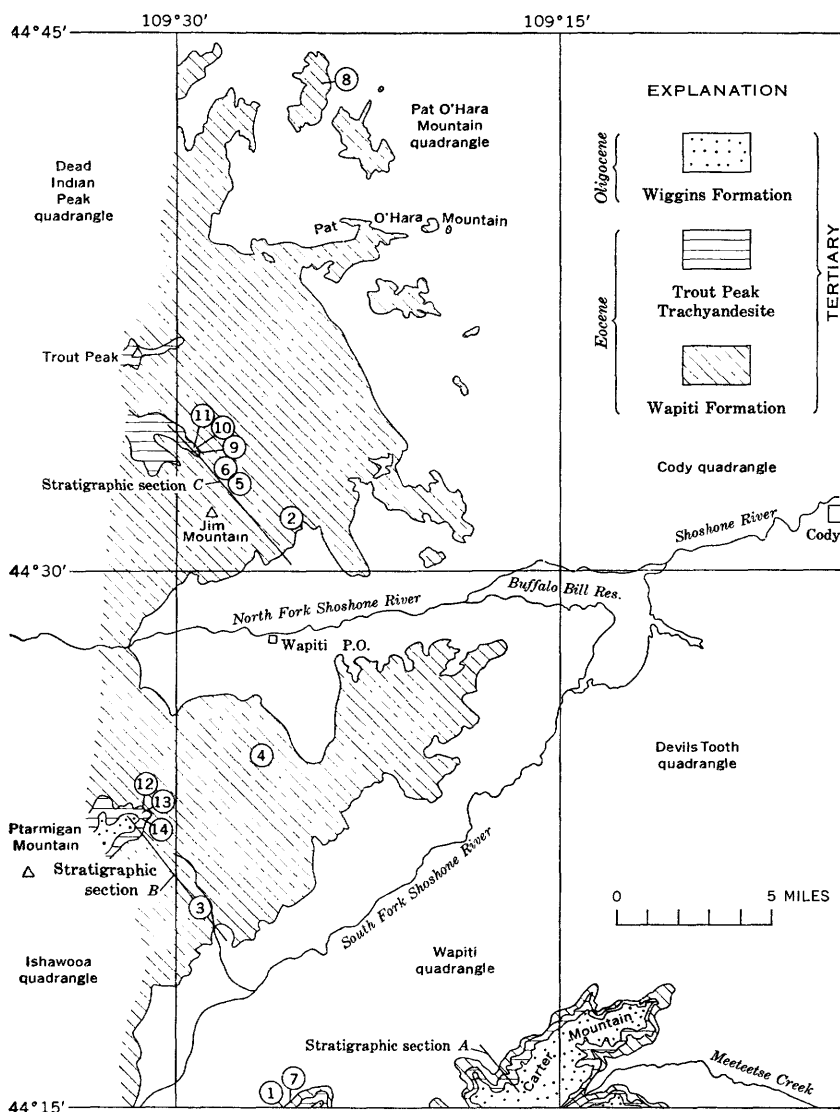 109°30'
109°15'
44°45'
8
Pat O'Hara
Mountain
quadrangle
EXPLANATION
Oligocene
Wiggins Formation
Eocene
Trout Peak
Trachyandesite
Wapiti Formation
TERTIARY
Dead
Indian
Peak
quadrangle
Pat O'Hara Mountain
Trout Peak
11
10
9
6
5
Stratigraphic section C
2
Jim
Mountain
Cody quadrangle
Shoshone River
Cody
44°30'
North Fork Shoshone River
Buffalo Bill Res.
Wapiti P.O.
4
Devils Tooth
quadrangle
12
13
14
Ptarmigan
Mountain
Stratigraphic
section B
3
South Fork Shoshone River
0 5 MILES
Ishawooa
quadrangle
Wapiti
quadrangle
Stratigraphic section A
Carter Mountain
Meeteetse Creek
1
7
44°15'